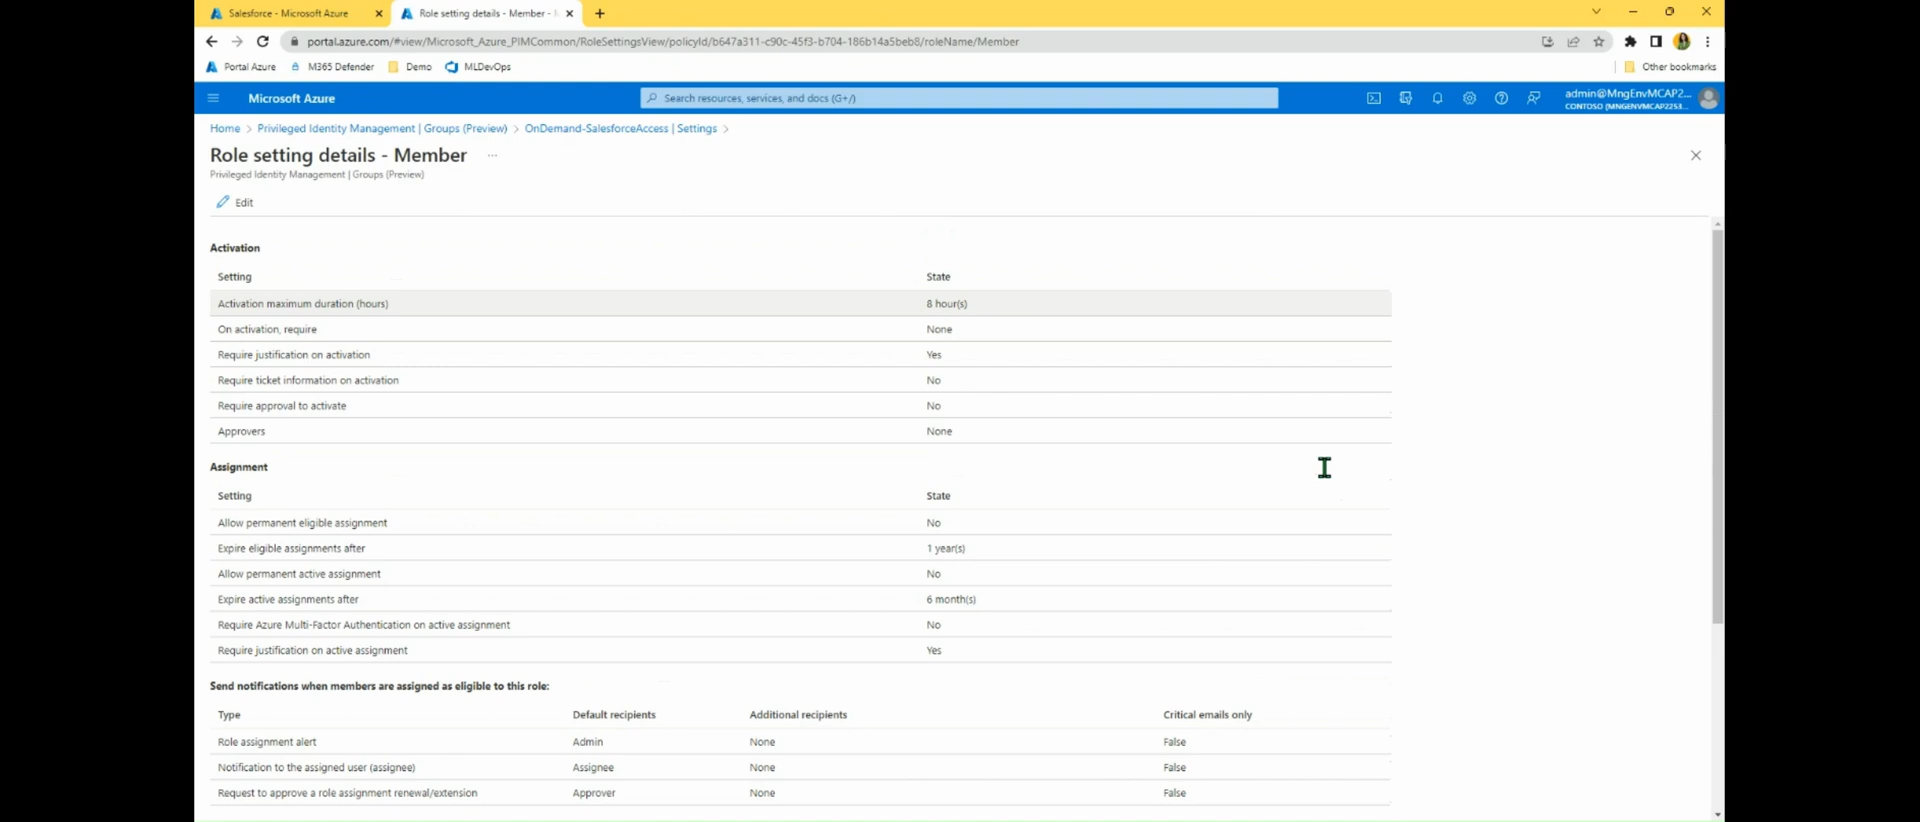 Salesforce - Microsoft Azure
Role setting details - Member -
portal.azure.com/#view/Microsoft_Azure_PIMCommon/RoleSettingsView/policyId/b647a311-c90c-45f3-b704-186b14a5beb8/roleName/Member
Portal Azure M365 Defender Demo MLDevOps Other bookmarks
Microsoft Azure Search resources, services, and docs (G+/) admin@MngEnvMCAP2...
CONTOSO (MNGENVMCAP2253...
Home > Privileged Identity Management | Groups (Preview) > OnDemand-SalesforceAccess | Settings >
Role setting details - Member ...
Privileged Identity Management | Groups (Preview)
Edit
Activation
Setting State
Activation maximum duration (hours) 8 hour(s)
On activation, require None
Require justification on activation Yes
Require ticket information on activation No
Require approval to activate No
Approvers None
Assignment
Setting State
Allow permanent eligible assignment No
Expire eligible assignments after 1 year(s)
Allow permanent active assignment No
Expire active assignments after 6 month(s)
Require Azure Multi-Factor Authentication on active assignment No
Require justification on active assignment Yes
Send notifications when members are assigned as eligible to this role:
Type Default recipients Additional recipients Critical emails only
Role assignment alert Admin None False
Notification to the assigned user (assignee) Assignee None False
Request to approve a role assignment renewal/extension Approver None False